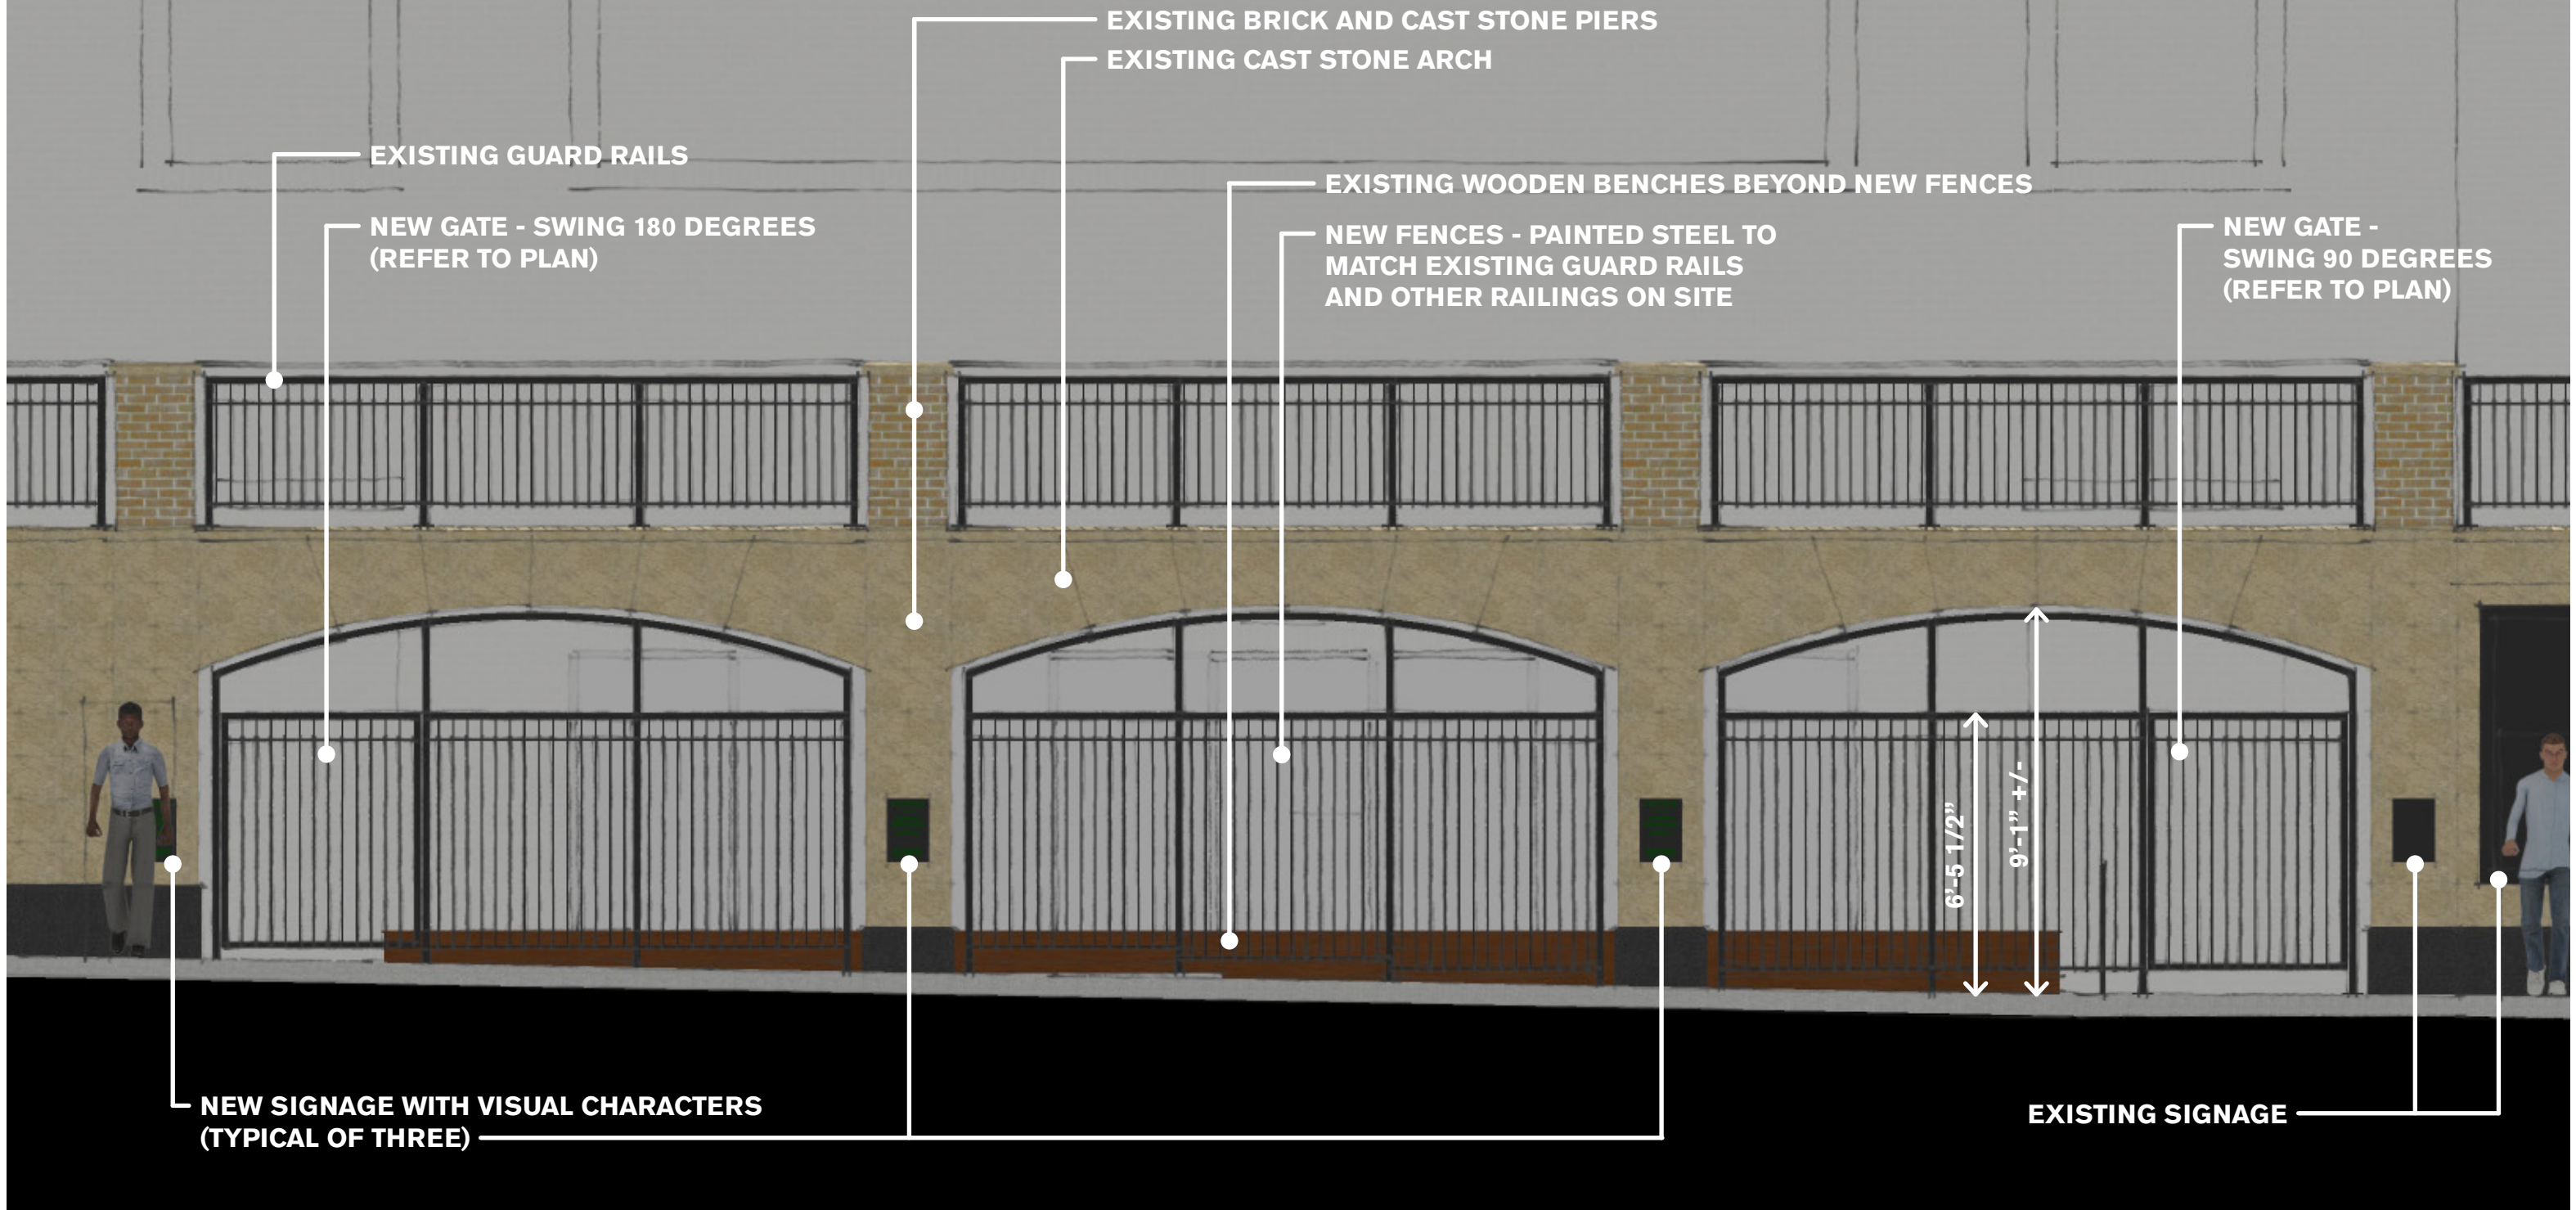 EXISTING BRICK AND CAST STONE PIERS
EXISTING CAST STONE ARCH
EXISTING GUARD RAILS
EXISTING WOODEN BENCHES BEYOND NEW FENCES
NEW GATE - SWING 180 DEGREES
(REFER TO PLAN)
NEW FENCES - PAINTED STEEL TO
MATCH EXISTING GUARD RAILS
AND OTHER RAILINGS ON SITE
NEW GATE -
SWING 90 DEGREES
(REFER TO PLAN)
6’-5 1/2”
9’-1” +/-
NEW SIGNAGE WITH VISUAL CHARACTERS
(TYPICAL OF THREE)
EXISTING SIGNAGE